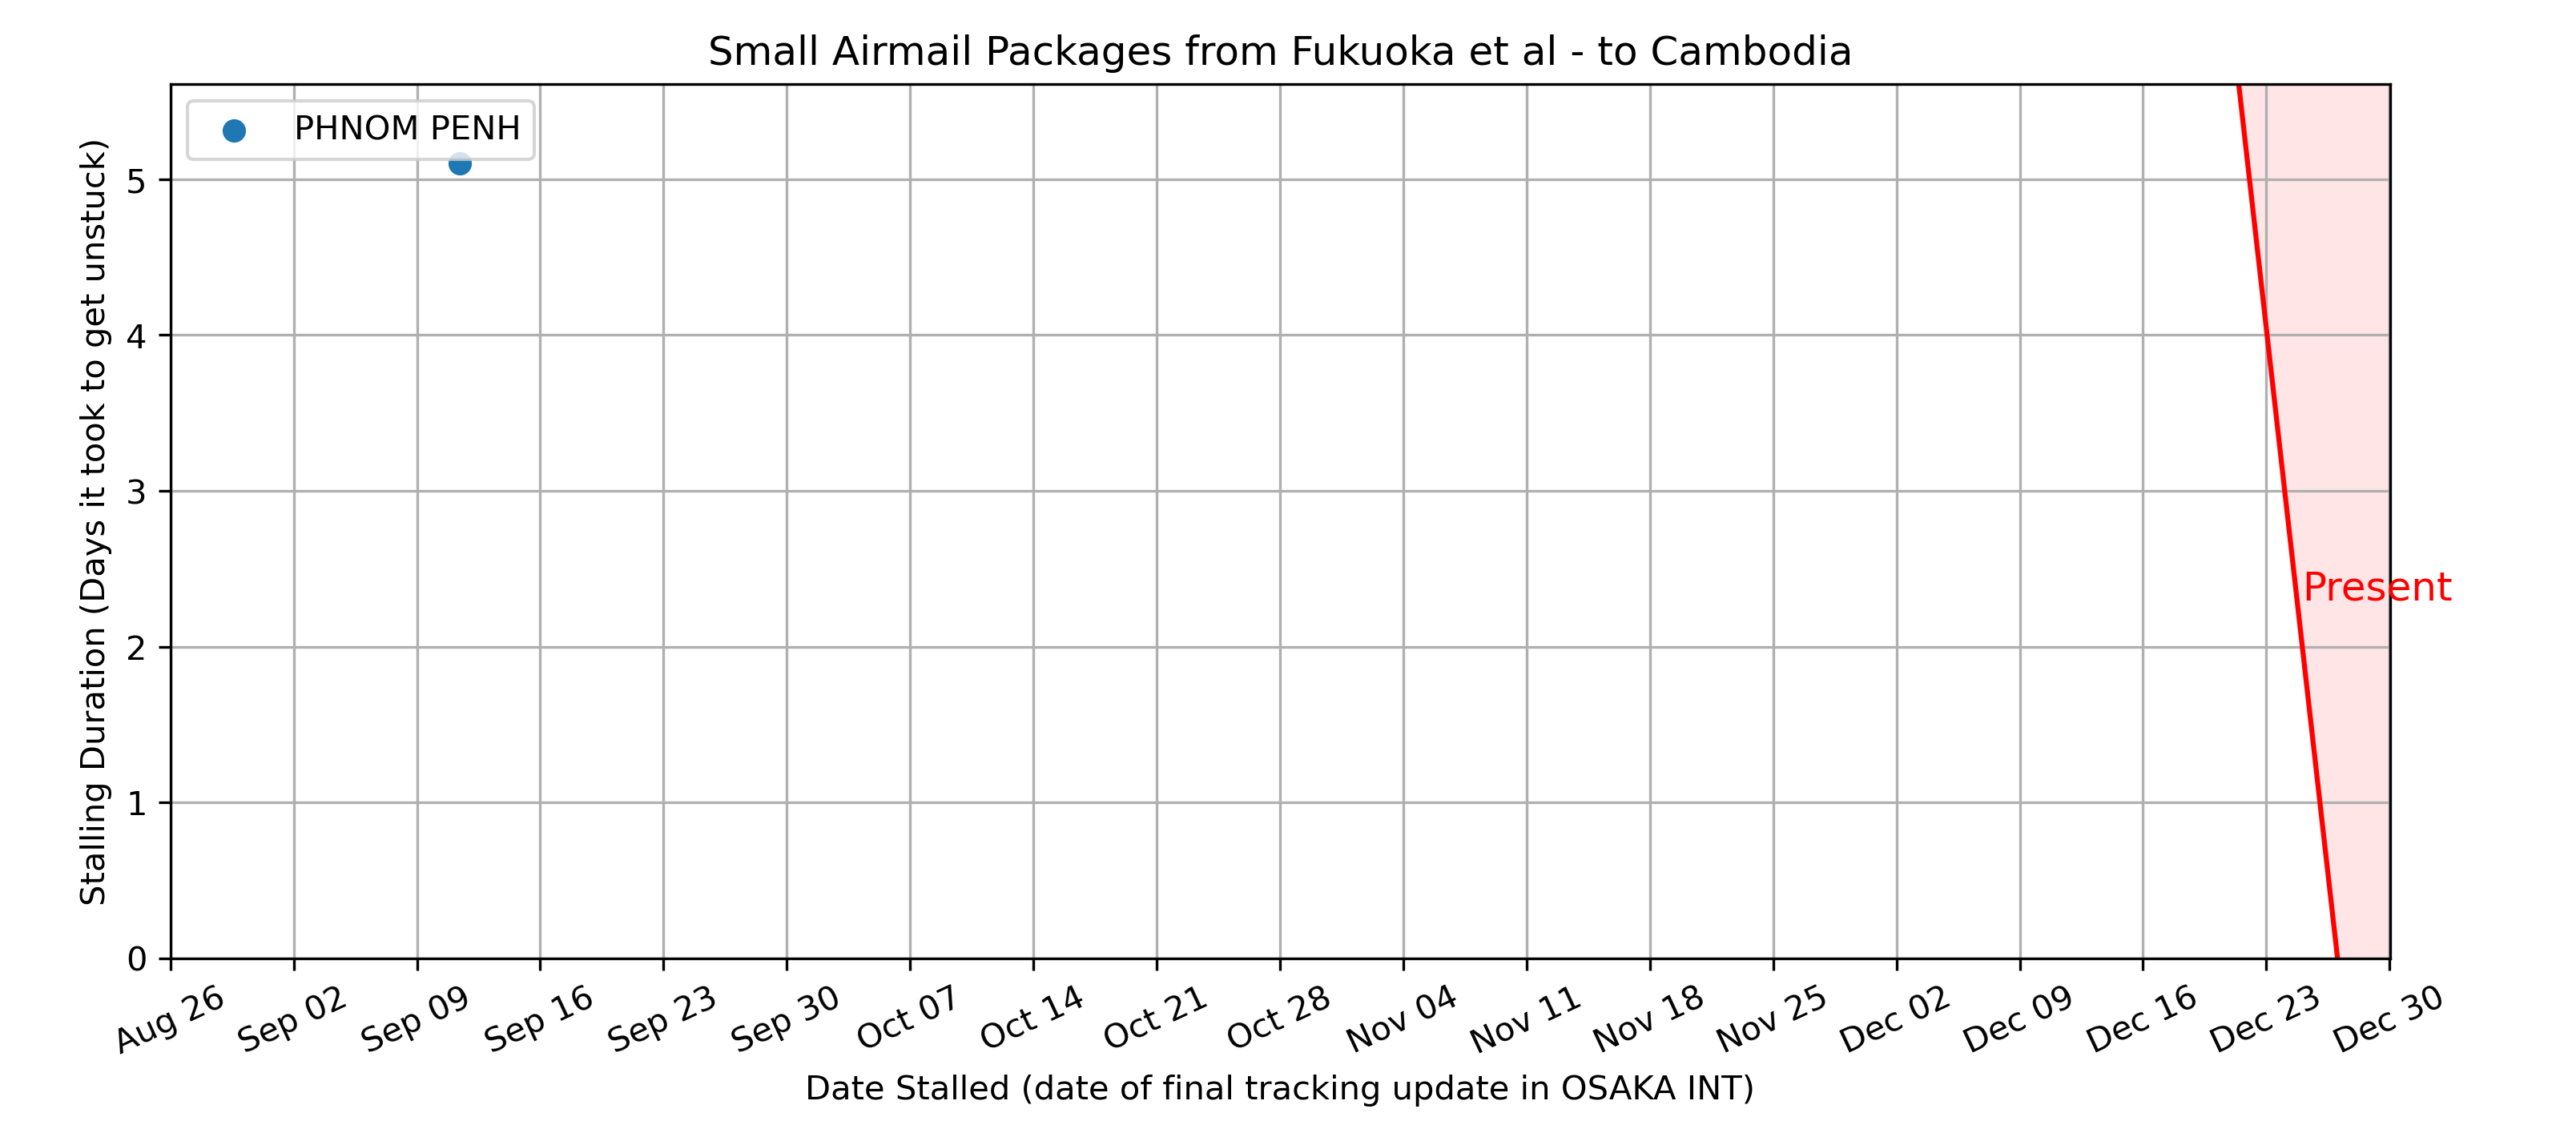 Small Airmail Packages from Fukuoka et al - to Cambodia
PHNOM PENH
Stalling Duration (Days it took to get unstuck)
5
4
3
2
1
0
Present
Aug 26
Sep 02
Sep 09
Sep 16
Sep 23
Sep 30
Oct 07
Oct 14
Oct 21
Oct 28
Nov 04
Nov 11
Nov 18
Nov 25
Dec 02
Dec 09
Dec 16
Dec 23
Dec 30
Date Stalled (date of final tracking update in OSAKA INT)